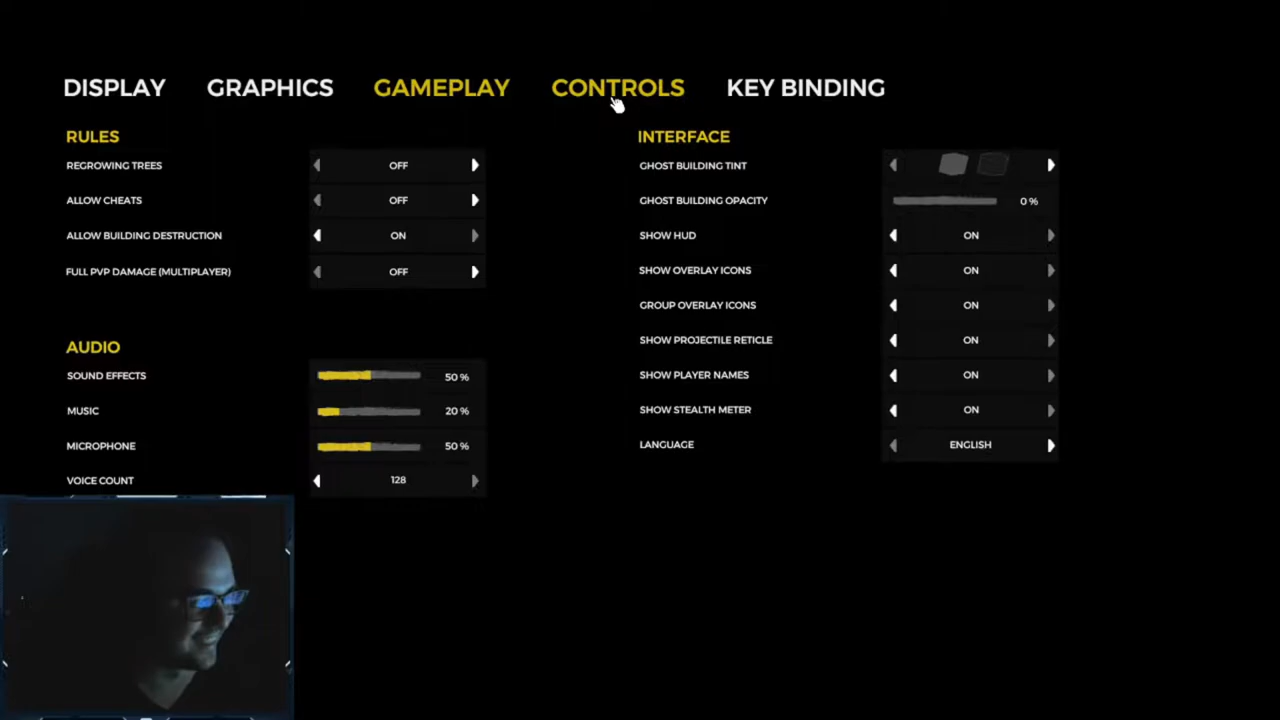 DISPLAY GRAPHICS GAMEPLAY CONTROLS KEY BINDING
RULES
REGROWING TREES OFF
ALLOW CHEATS OFF
ALLOW BUILDING DESTRUCTION ON
FULL PVP DAMAGE (MULTIPLAYER) OFF
AUDIO
SOUND EFFECTS 50 %
MUSIC 20 %
MICROPHONE 50 %
VOICE COUNT 128
INTERFACE
GHOST BUILDING TINT
GHOST BUILDING OPACITY 0 %
SHOW HUD ON
SHOW OVERLAY ICONS ON
GROUP OVERLAY ICONS ON
SHOW PROJECTILE RETICLE ON
SHOW PLAYER NAMES ON
SHOW STEALTH METER ON
LANGUAGE ENGLISH